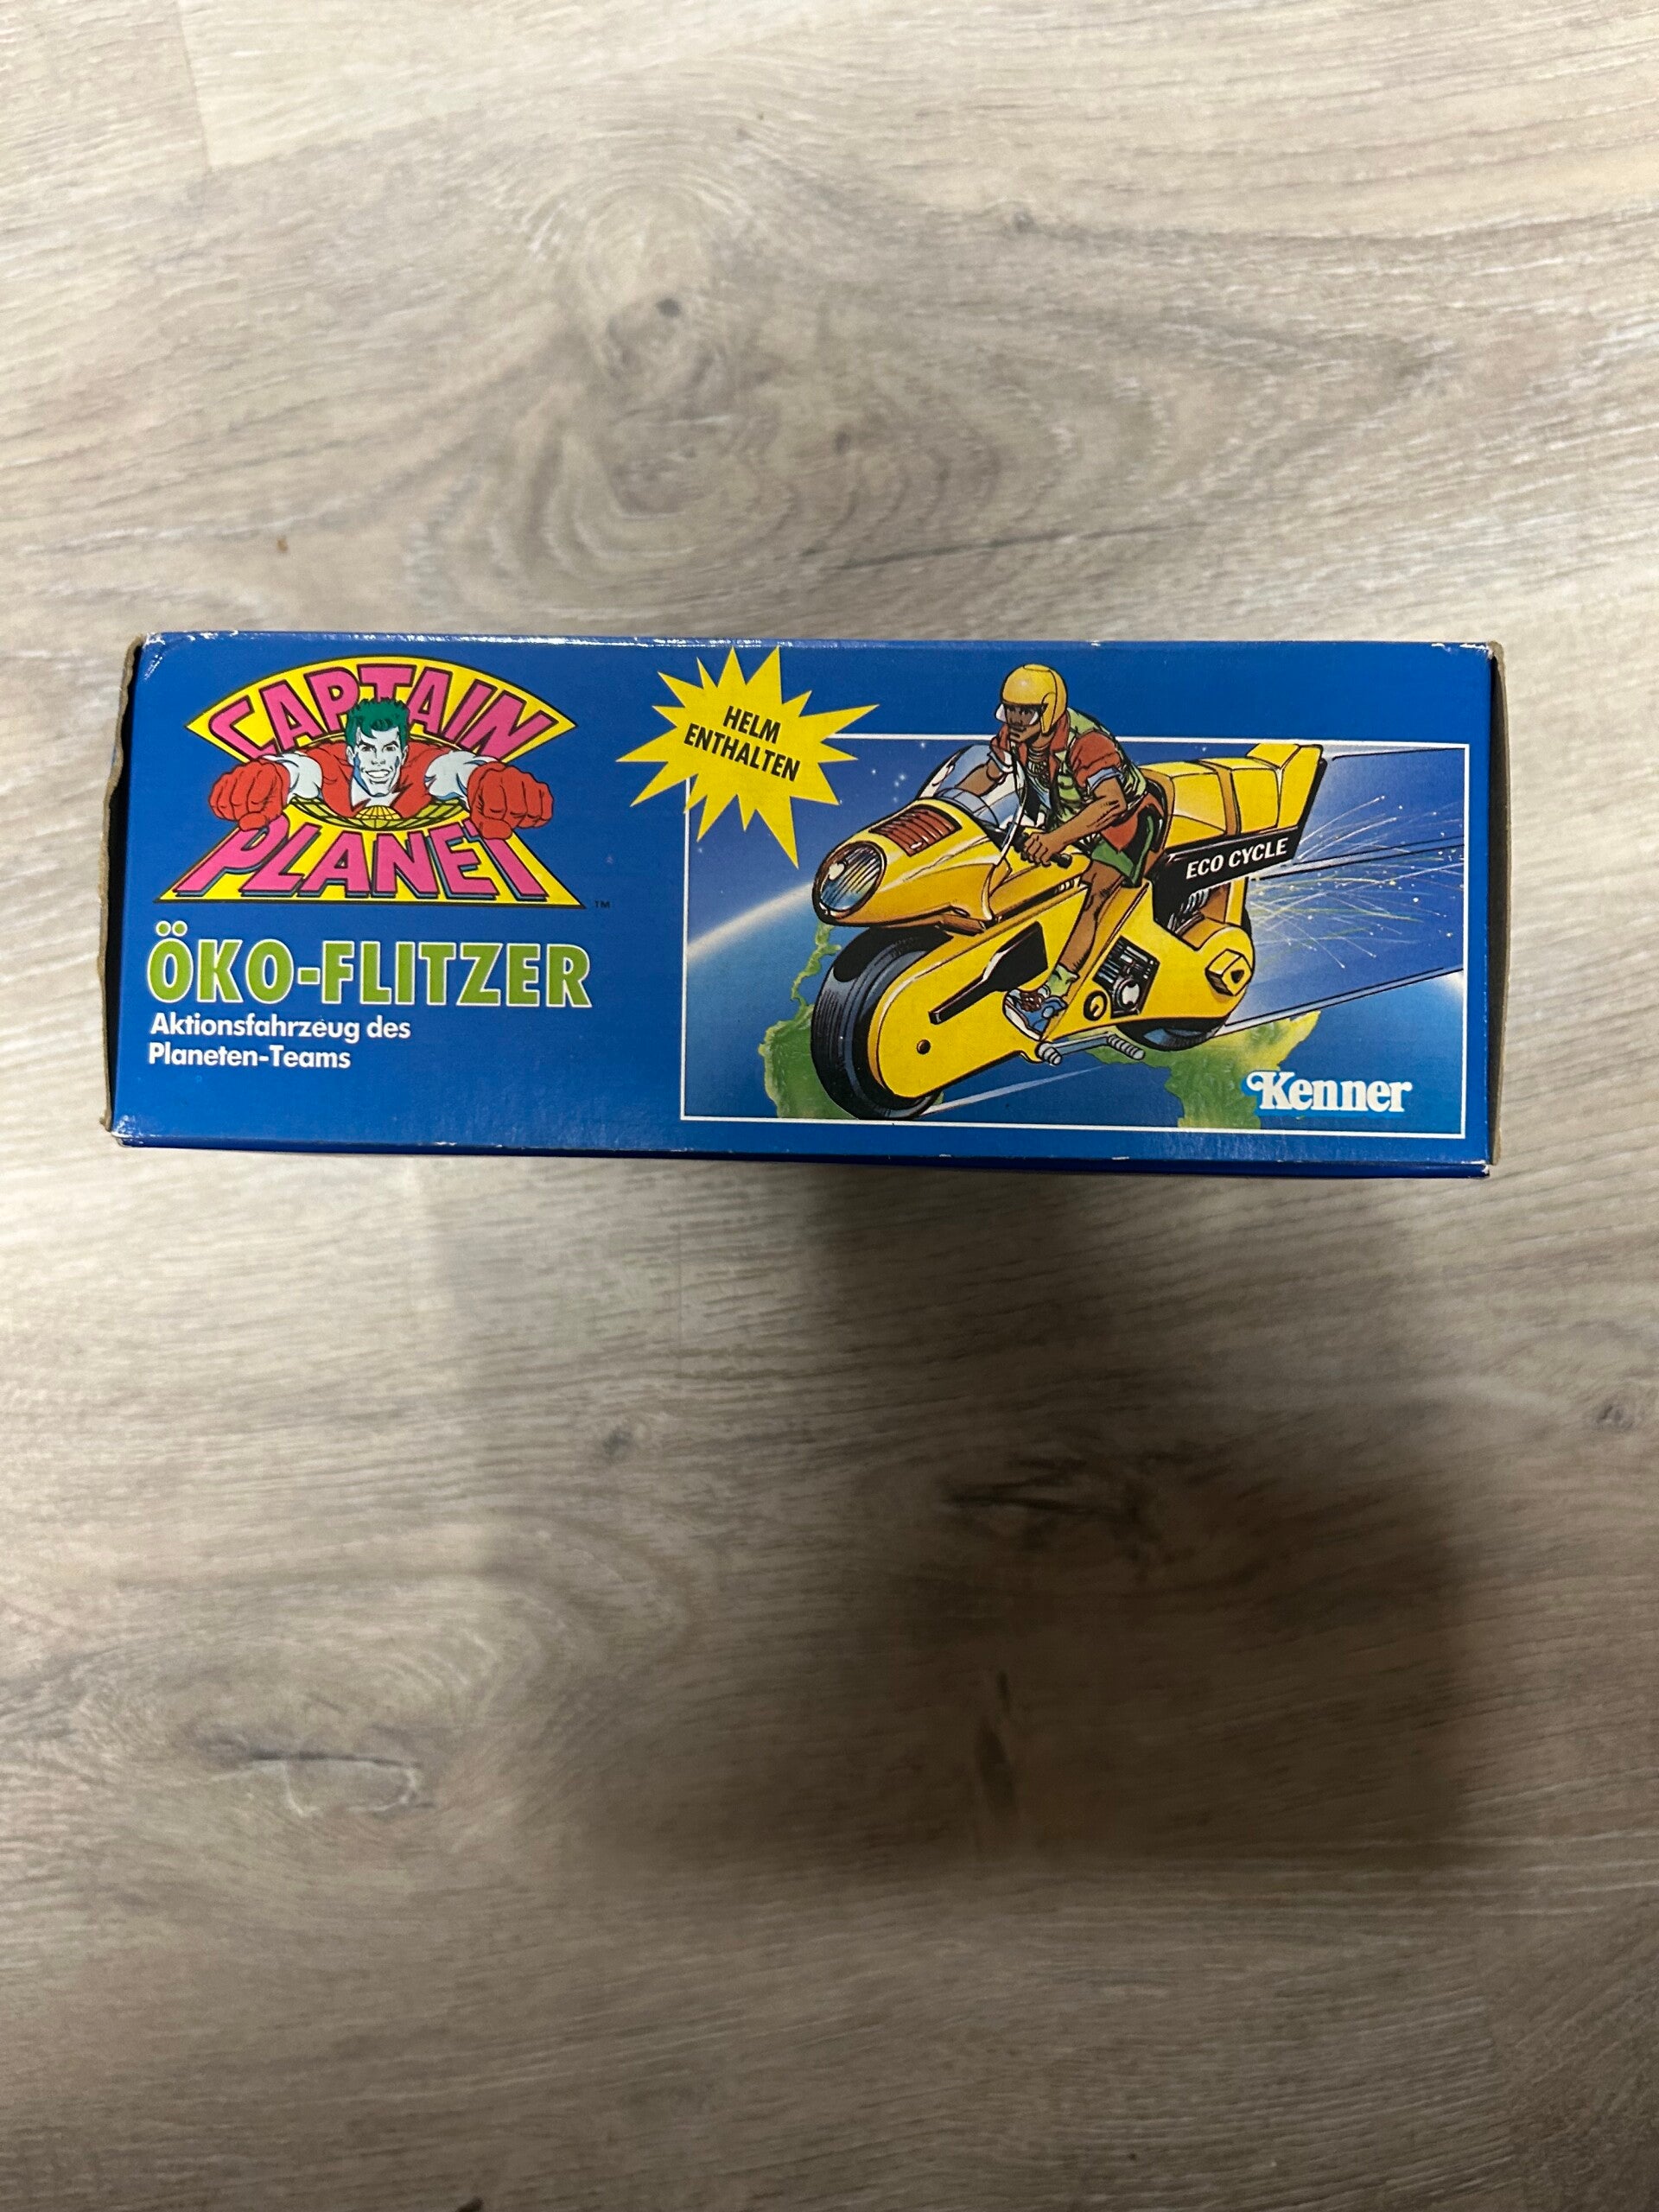 CAPTAIN
PLANET
TM
ÖKO-FLITZER
Aktionsfahrzeug des
Planeten-Teams
HELM
ENTHALTEN
ECO CYCLE
Kenner